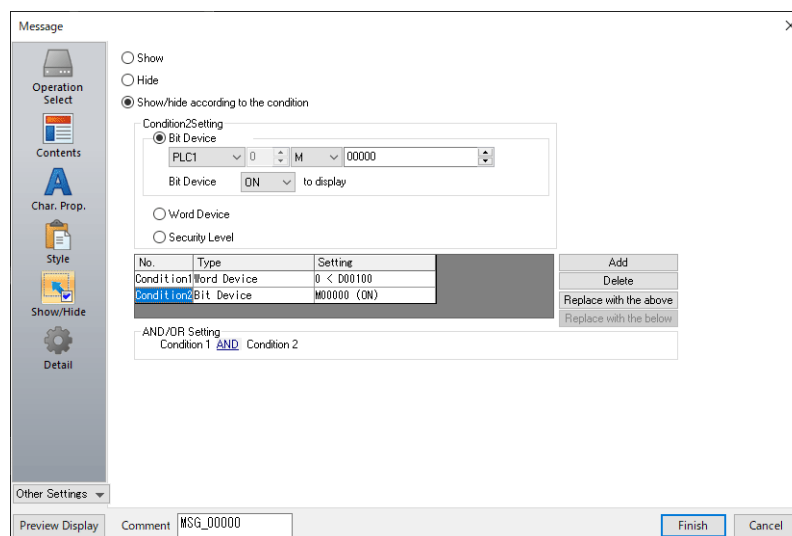 Message
Operation
Select
Contents
Char. Prop.
Style
Show/Hide
Detail
Other Settings
Preview Display
Show
Hide
Show/hide according to the condition
Condition2Setting
Bit Device
PLC1 0 M 00000
Bit Device ON to display
Word Device
Security Level
No. Type Setting
Condition1 Word Device 0 < D00100
Condition2 Bit Device M00000 (ON)
Add
Delete
Replace with the above
Replace with the below
AND/OR Setting
Condition 1 AND Condition 2
Comment MSG_00000
Finish Cancel